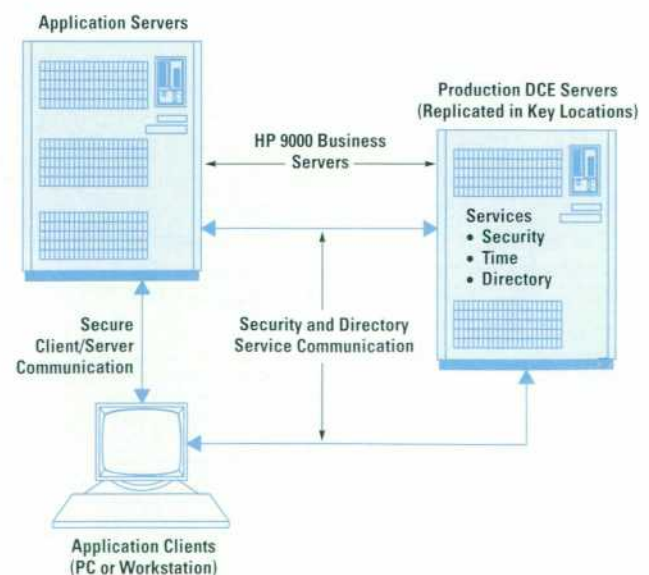 Application Servers
Production DCE Servers
(Replicated in Key Locations)
HP 9000 Business
Servers
Services
• Security
• Time
• Directory
Secure
Client/Server
Communication
Security and Directory
Service Communication
Application Clients
(PC or Workstation)